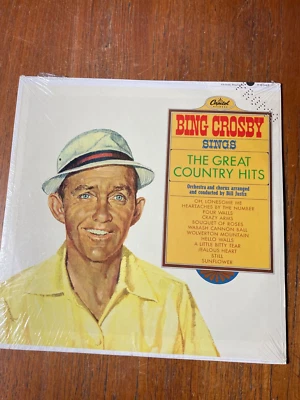 Capitol
BING CROSBY
SINGS
THE GREAT
COUNTRY HITS
Orchestra and chorus arranged
and conducted by Bill Justis
OH, LONESOME ME
HEARTACHES BY THE NUMBER
FOUR WALLS
CRAZY ARMS
BOUQUET OF ROSES
WABASH CANNON BALL
WOLVERTON MOUNTAIN
HELLO WALLS
A LITTLE BITTY TEAR
JEALOUS HEART
STILL
SUNFLOWER